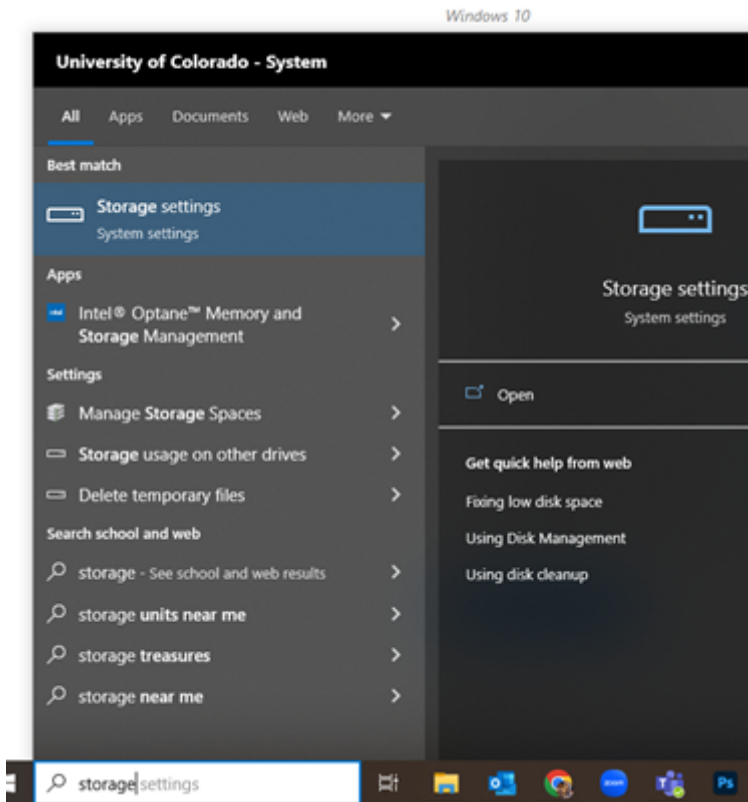 Windows 10
University of Colorado - System
All Apps Documents Web More
Best match
Storage settings
System settings
Apps
Intel® Optane™ Memory and
Storage Management
Settings
Manage Storage Spaces
Storage usage on other drives
Delete temporary files
Search school and web
storage - See school and web results
storage units near me
storage treasures
storage near me
Storage settings
System settings
Open
Get quick help from web
Fixing low disk space
Using Disk Management
Using disk cleanup
storage settings
zoom
Ps